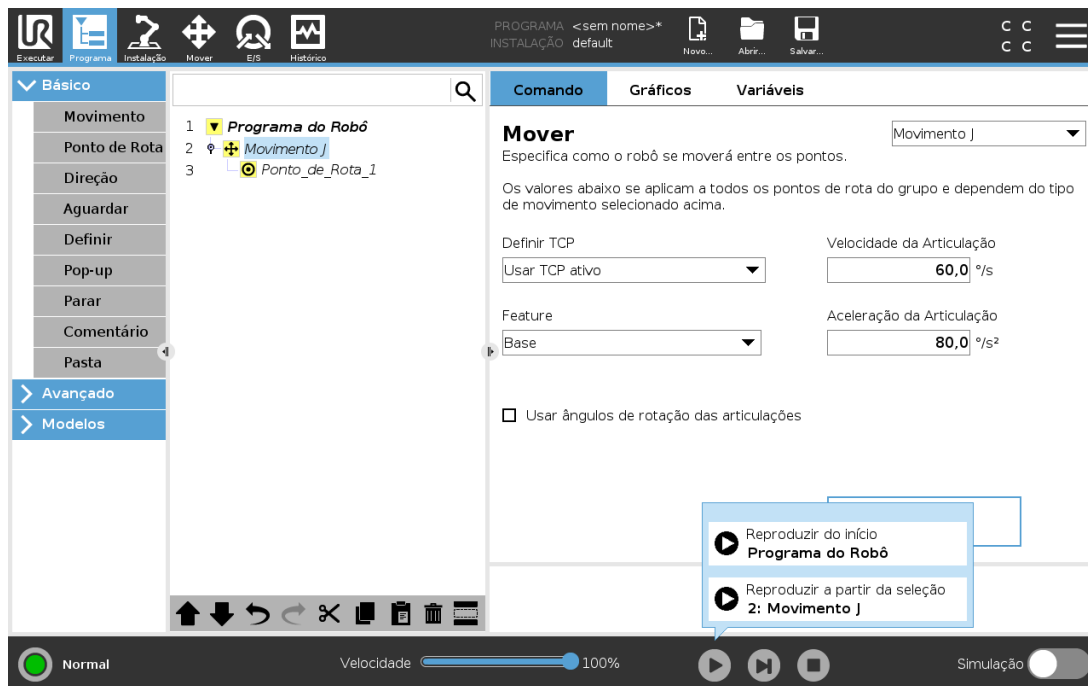 PROGRAMA <sem nome>*
INSTALAÇÃO default
Executar
Programa
Instalação
Mover
E/S
Histórico
Novo...
Abrir...
Salvar...
C C
C C
Básico
Movimento
Ponto de Rota
Direção
Aguardar
Definir
Pop-up
Parar
Comentário
Pasta
Avançado
Modelos
1 Programa do Robô
2 Movimento J
3 Ponto_de_Rota_1
Comando Gráficos Variáveis
Mover
Movimento J
Especifica como o robô se moverá entre os pontos.
Os valores abaixo se aplicam a todos os pontos de rota do grupo e dependem do tipo
de movimento selecionado acima.
Definir TCP
Usar TCP ativo
Velocidade da Articulação
60,0 °/s
Feature
Base
Aceleração da Articulação
80,0 °/s²
Usar ângulos de rotação das articulações
Reproduzir do início
Programa do Robô
Reproduzir a partir da seleção
2: Movimento J
Normal
Velocidade 100%
Simulação